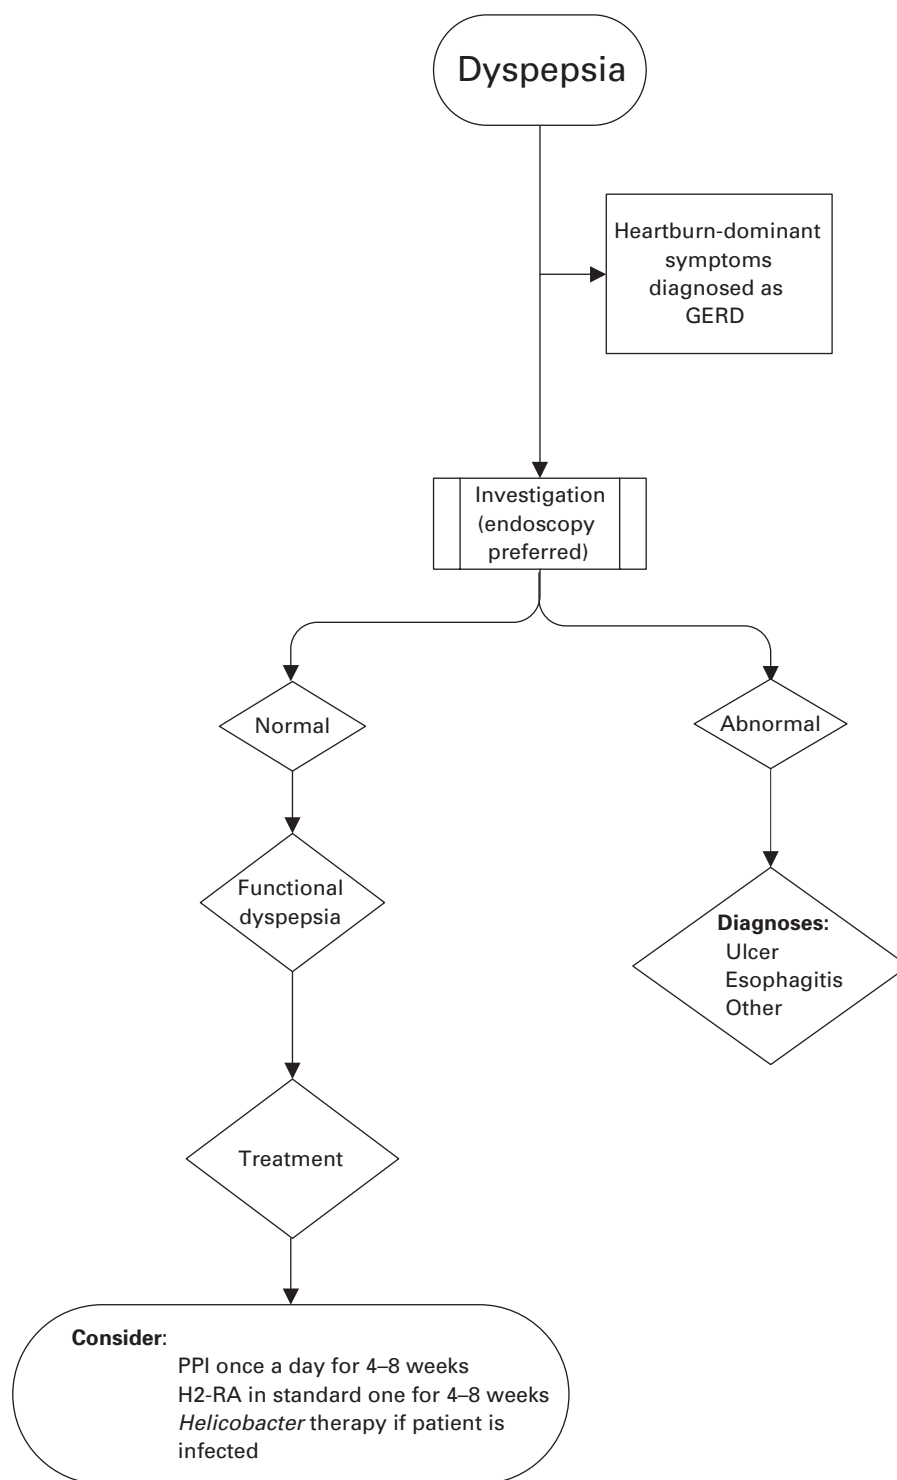 Dyspepsia
Heartburn-dominant
symptoms
diagnosed as
GERD
Investigation
(endoscopy
preferred)
Normal
Abnormal
Functional
dyspepsia
Diagnoses:
Ulcer
Esophagitis
Other
Treatment
Consider:
PPI once a day for 4–8 weeks
H2-RA in standard one for 4–8 weeks
Helicobacter therapy if patient is
infected